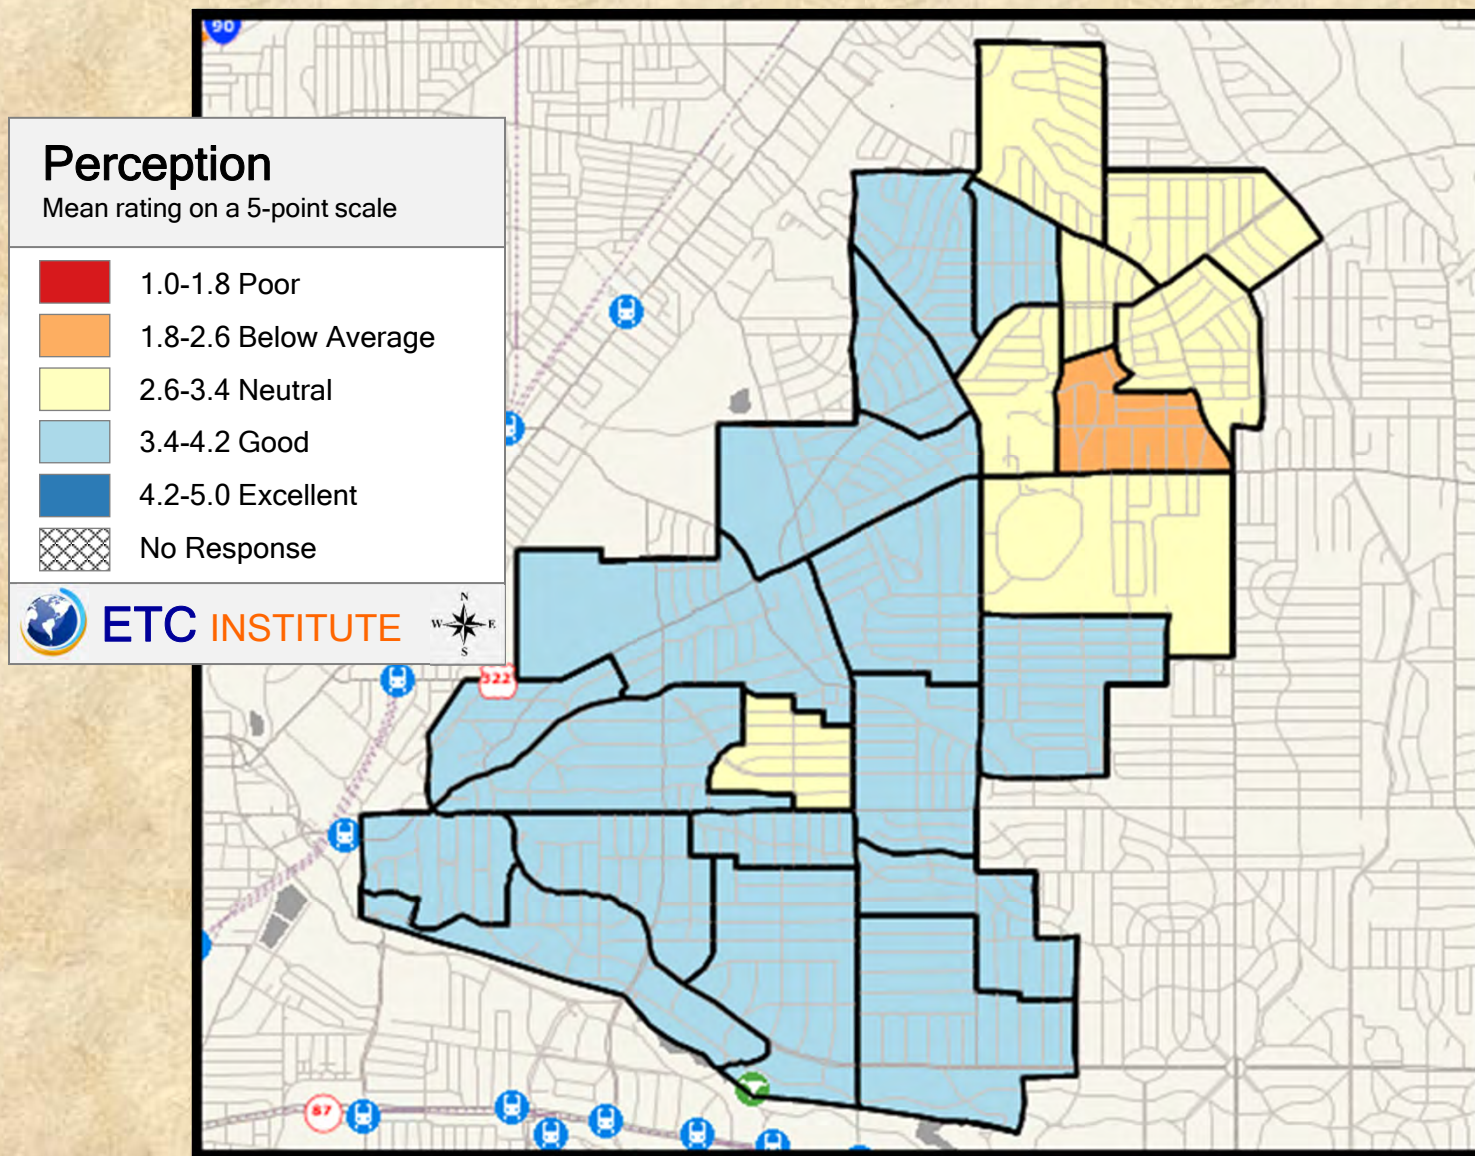 90
Perception
Mean rating on a 5-point scale
1.0-1.8 Poor
1.8-2.6 Below Average
2.6-3.4 Neutral
3.4-4.2 Good
4.2-5.0 Excellent
No Response
ETC INSTITUTE
N
W E
S
322
87